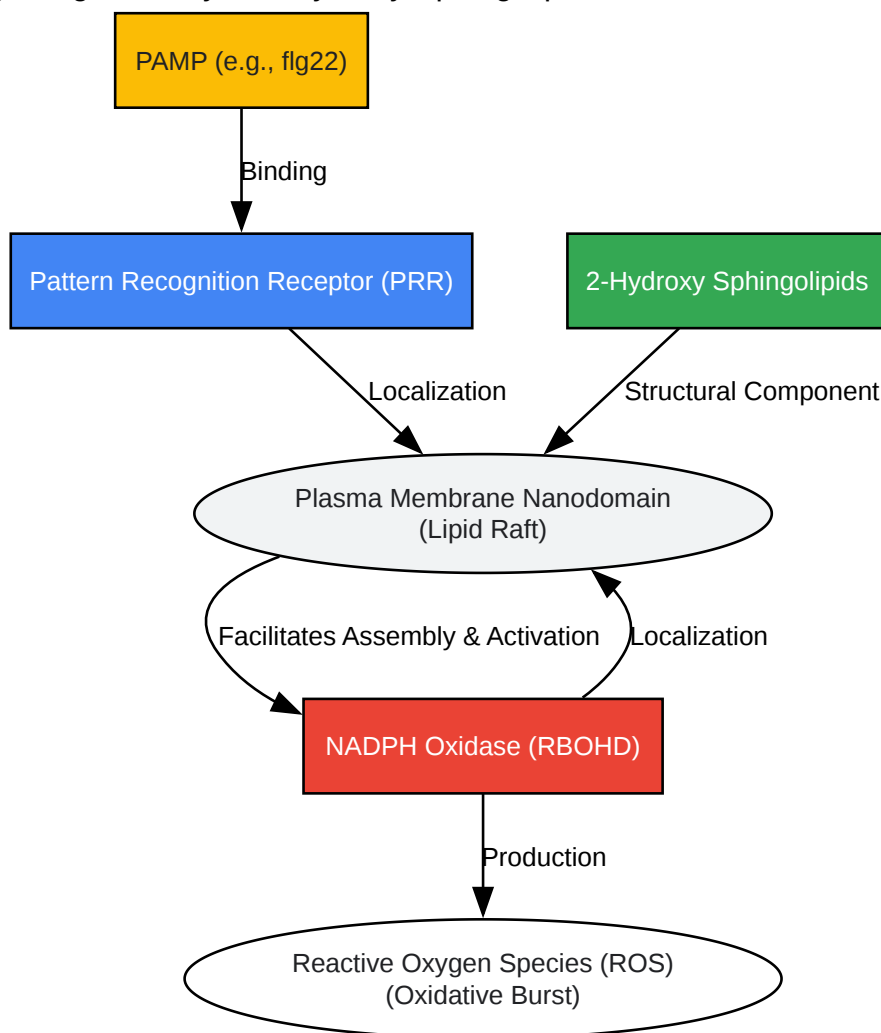 PAMP (e.g., flg22)
Binding
Pattern Recognition Receptor (PRR)
2-Hydroxy Sphingolipids
Localization
Structural Component
Plasma Membrane Nanodomain
(Lipid Raft)
Facilitates Assembly & Activation
Localization
NADPH Oxidase (RBOHD)
Production
Reactive Oxygen Species (ROS)
(Oxidative Burst)